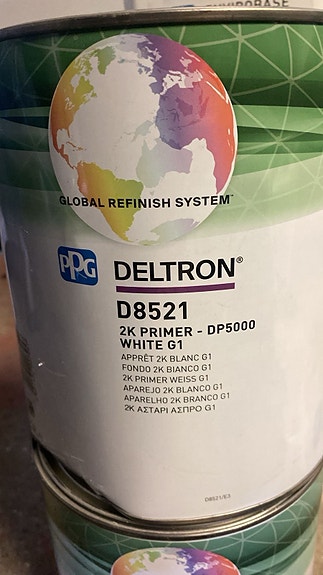 ENVIROBASE
GLOBAL REFINISH SYSTEM™
PPG DELTRON®
D8521
2K PRIMER - DP5000
WHITE G1
APPRÊT 2K BLANC G1
FONDO 2K BIANCO G1
2K PRIMER WEISS G1
APAREJO 2K BLANCO G1
APARELHO 2K BRANCO G1
2K ΑΣΤΑΡΙ ΑΣΠΡΟ G1
D8521/E3